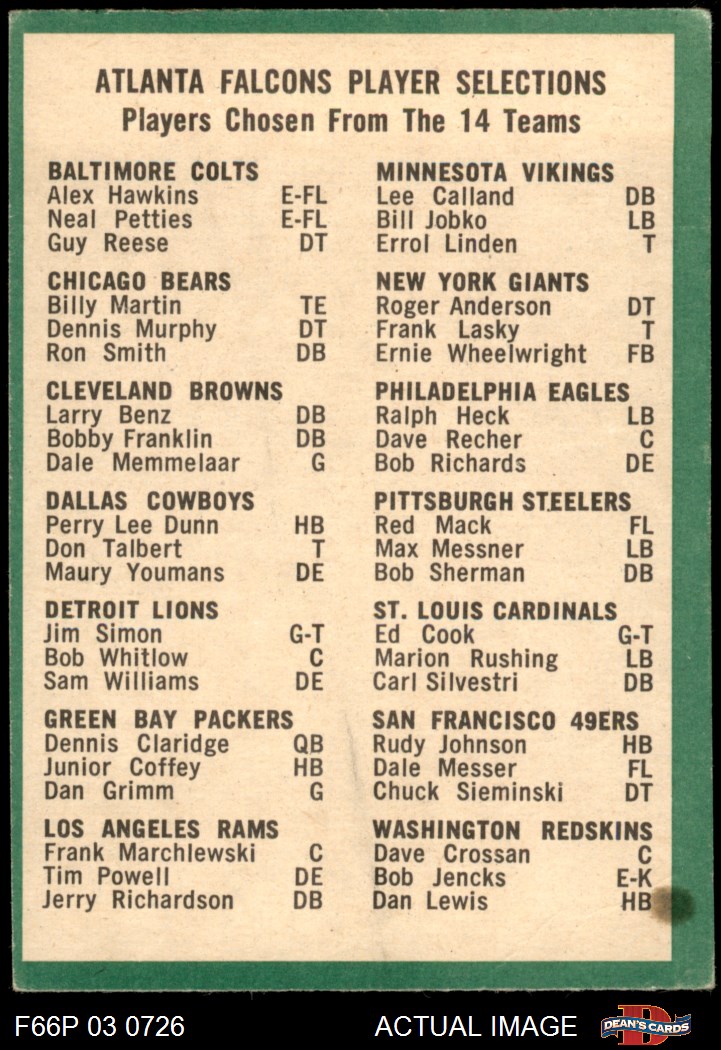 ATLANTA FALCONS PLAYER SELECTIONS
Players Chosen From The 14 Teams
BALTIMORE COLTS
Alex Hawkins E-FL
Neal Petties E-FL
Guy Reese DT
CHICAGO BEARS
Billy Martin TE
Dennis Murphy DT
Ron Smith DB
CLEVELAND BROWNS
Larry Benz DB
Bobby Franklin DB
Dale Memmelaar G
DALLAS COWBOYS
Perry Lee Dunn HB
Don Talbert T
Maury Youmans DE
DETROIT LIONS
Jim Simon G-T
Bob Whitlow C
Sam Williams DE
GREEN BAY PACKERS
Dennis Claridge QB
Junior Coffey HB
Dan Grimm G
LOS ANGELES RAMS
Frank Marchlewski C
Tim Powell DE
Jerry Richardson DB
MINNESOTA VIKINGS
Lee Calland DB
Bill Jobko LB
Errol Linden T
NEW YORK GIANTS
Roger Anderson DT
Frank Lasky T
Ernie Wheelwright FB
PHILADELPHIA EAGLES
Ralph Heck LB
Dave Recher C
Bob Richards DE
PITTSBURGH STEELERS
Red Mack FL
Max Messner LB
Bob Sherman DB
ST. LOUIS CARDINALS
Ed Cook G-T
Marion Rushing LB
Carl Silvestri DB
SAN FRANCISCO 49ERS
Rudy Johnson HB
Dale Messer FL
Chuck Sieminski DT
WASHINGTON REDSKINS
Dave Crossan C
Bob Jencks E-K
Dan Lewis HB
F66P 03 0726 ACTUAL IMAGE
D
DEAN'S CARDS